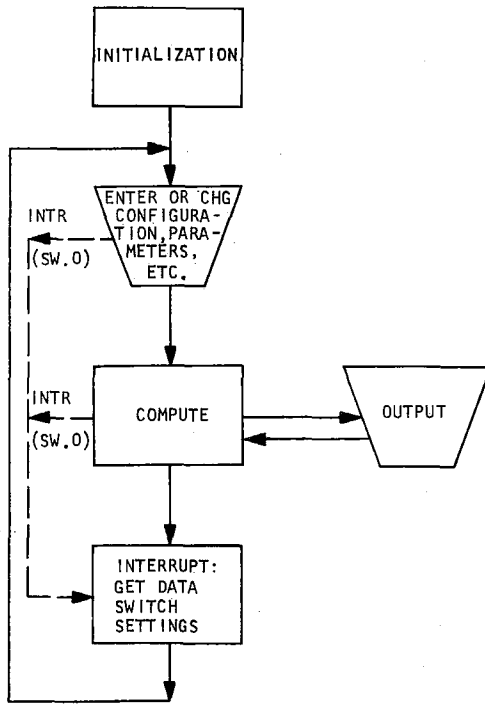 INITIALIZATION
ENTER OR CHG
CONFIGURA-
TION, PARA-
METERS,
ETC.
INTR
(SW.0)
INTR
(SW.0)
COMPUTE
OUTPUT
INTERRUPT:
GET DATA
SWITCH
SETTINGS